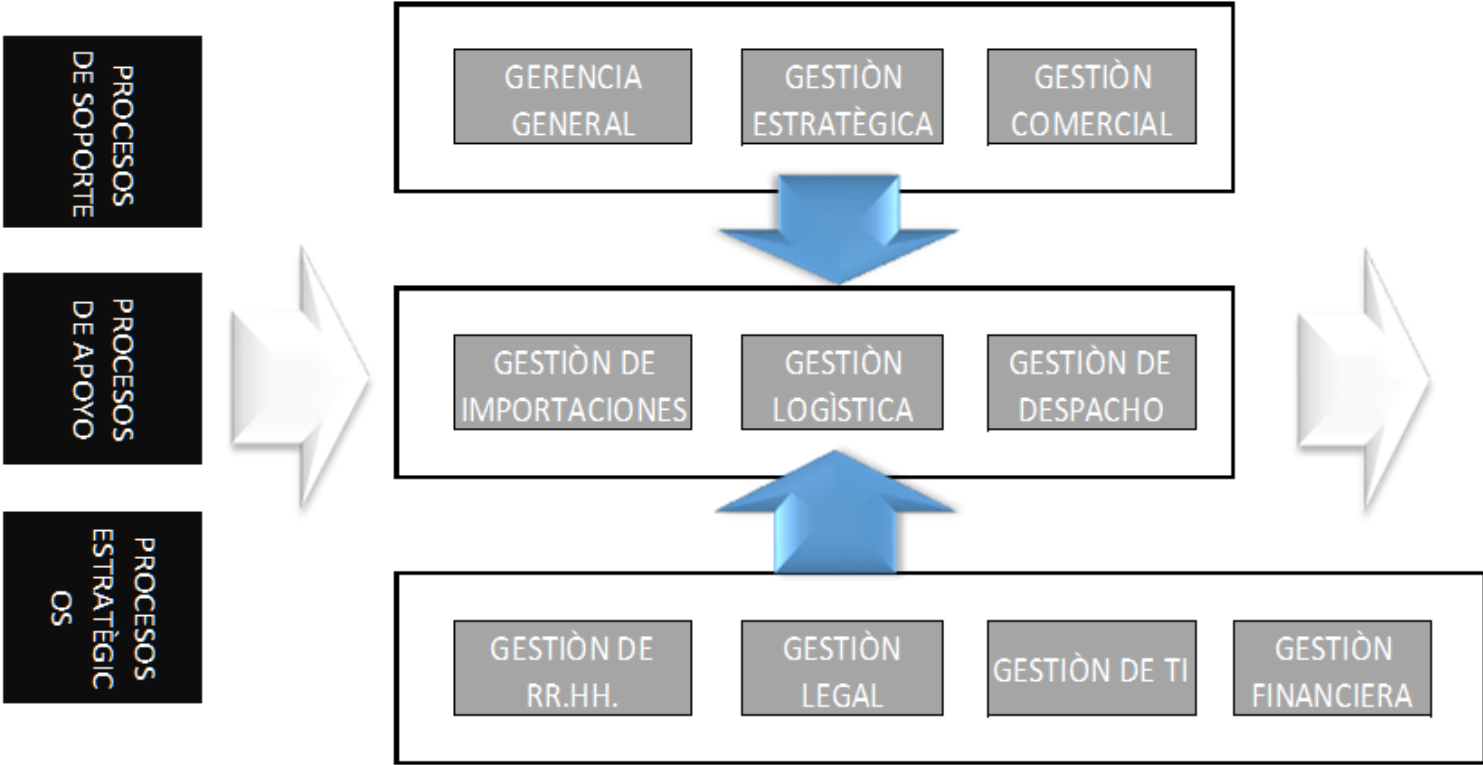 PROCESOS
DE SOPORTE
GERENCIA
GENERAL
GESTIÒN
ESTRATÈGICA
GESTIÒN
COMERCIAL
PROCESOS
DE APOYO
GESTIÒN DE
IMPORTACIONES
GESTIÒN
LOGÌSTICA
GESTIÒN DE
DESPACHO
PROCESOS
ESTRATÈGIC
OS
GESTIÒN DE
RR.HH.
GESTIÒN
LEGAL
GESTIÒN DE TI
GESTIÒN
FINANCIERA